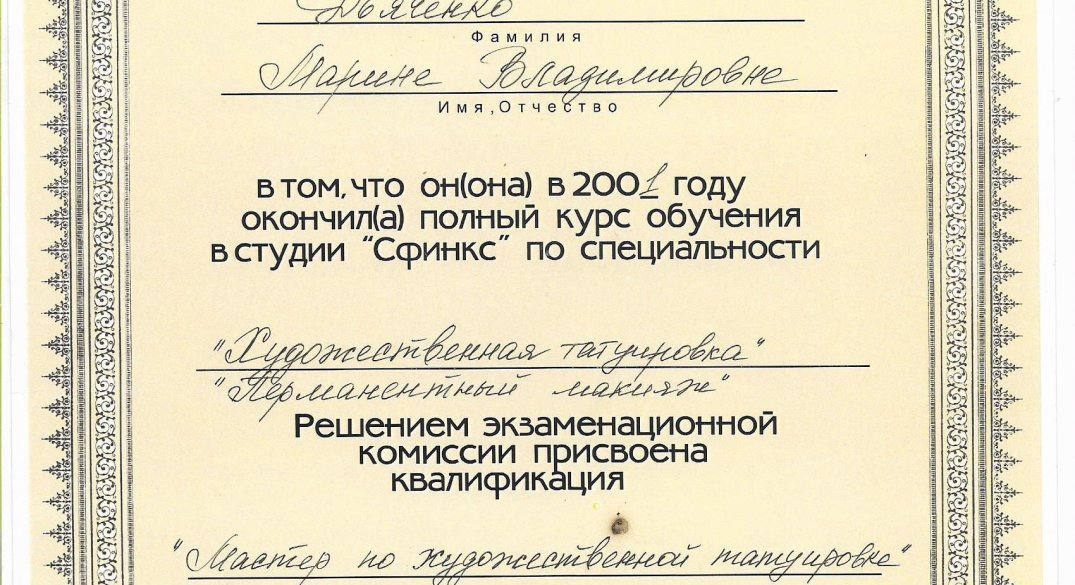 Дьяченко
Фамилия
Марине Владимировне
Имя, Отчество
в том, что он(она) в 2001 году
окончил(а) полный курс обучения
в студии "Сфинкс" по специальности
"Художественная татуировка"
"Перманентный макияж"
Решением экзаменационной
комиссии присвоена
квалификация
"Мастер по художественной татуировке"